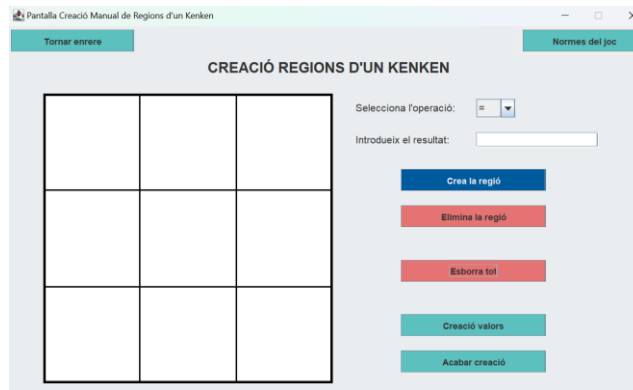 Pantalla Creació Manual de Regions d'un Kenken
Tornar enrere
Normes del joc
CREACIÓ REGIONS D'UN KENKEN
Selecciona l'operació:
=
Introdueix el resultat:
Crea la regió
Elimina la regió
Esborra tot
Creació valors
Acabar creació